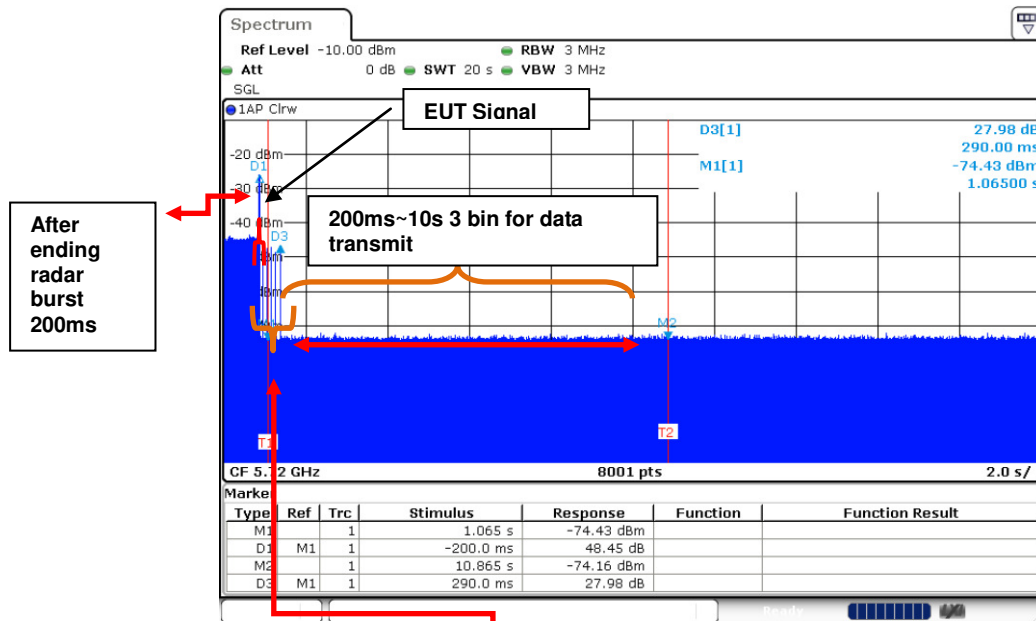 Spectrum
Ref Level -10.00 dBm RBW 3 MHz
Att 0 dB SWT 20 s VBW 3 MHz
SGL
1AP Clrw
EUT Signal
D3[1] 27.98 dB
290.00 ms
M1[1] -74.43 dBm
1.06500 s
-20 dBm
D1
-30 dBm
-40 dBm
D3
dBm
dBm
After
ending
radar
burst
200ms
200ms~10s 3 bin for data
transmit
M2
T1
T2
CF 5.72 GHz 8001 pts 2.0 s/
Marker
Type Ref Trc Stimulus Response Function Function Result
M1 1 1.065 s -74.43 dBm
D1 M1 1 -200.0 ms 48.45 dB
M2 1 10.865 s -74.16 dBm
D3 M1 1 290.0 ms 27.98 dB
Ready